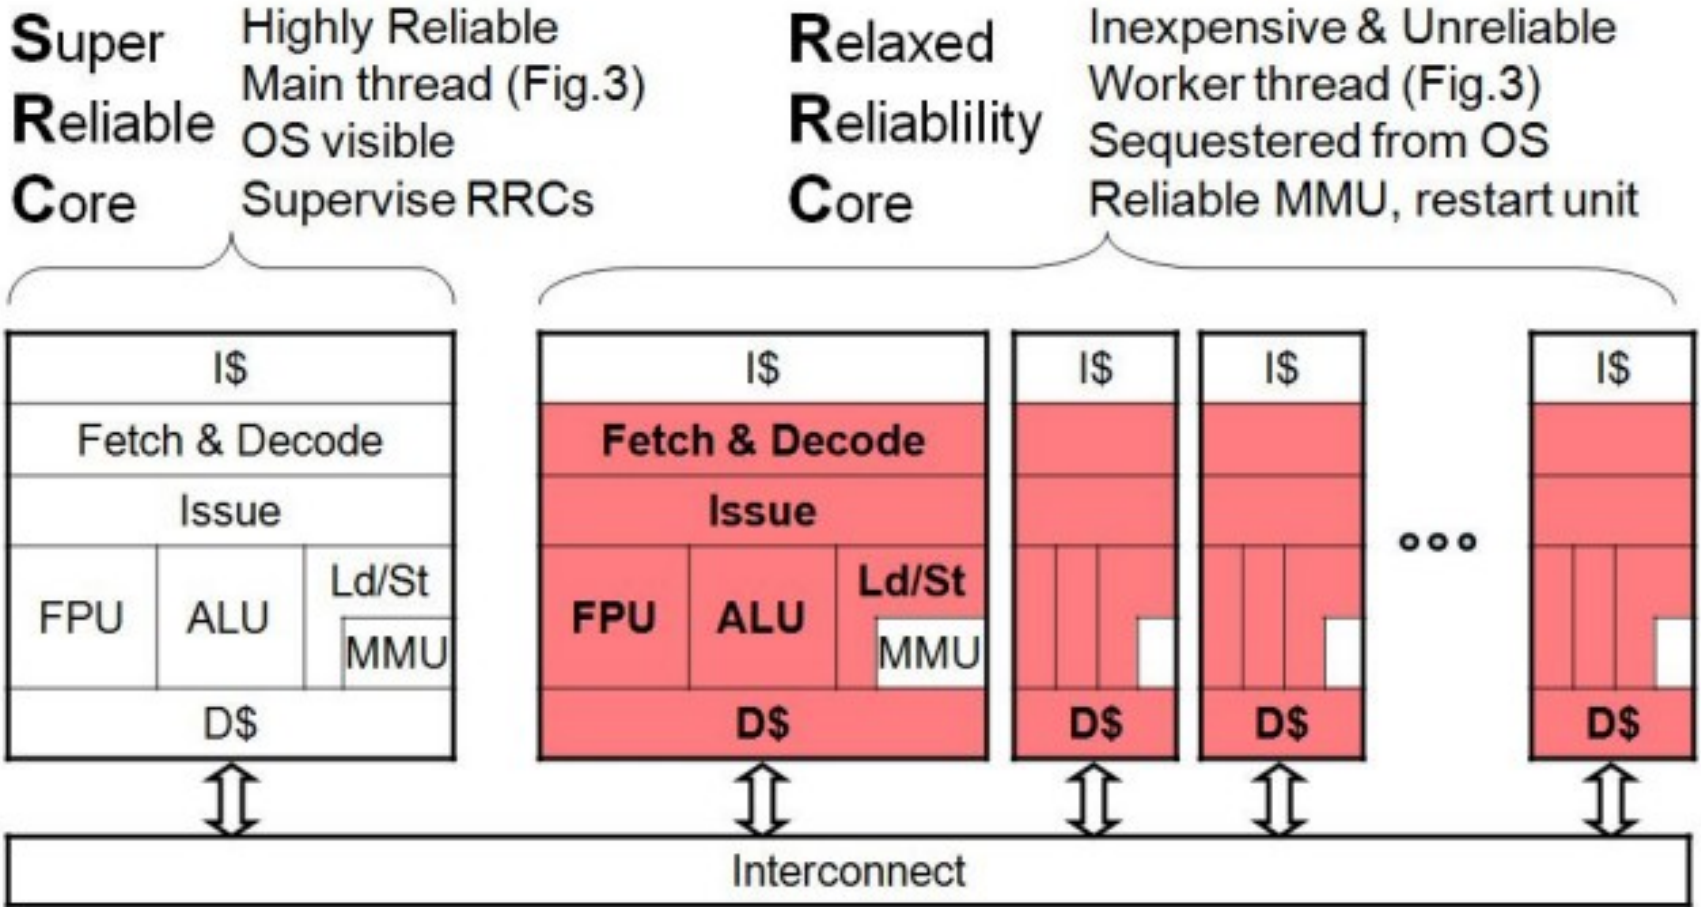 Super
Reliable
Core
Highly Reliable
Main thread (Fig.3)
OS visible
Supervise RRCs
Relaxed
Reliablility
Core
Inexpensive & Unreliable
Worker thread (Fig.3)
Sequestered from OS
Reliable MMU, restart unit
I$
Fetch & Decode
Issue
FPU
ALU
Ld/St
MMU
D$
I$
Fetch & Decode
Issue
FPU
ALU
Ld/St
MMU
D$
I$
D$
I$
D$
I$
D$
Interconnect